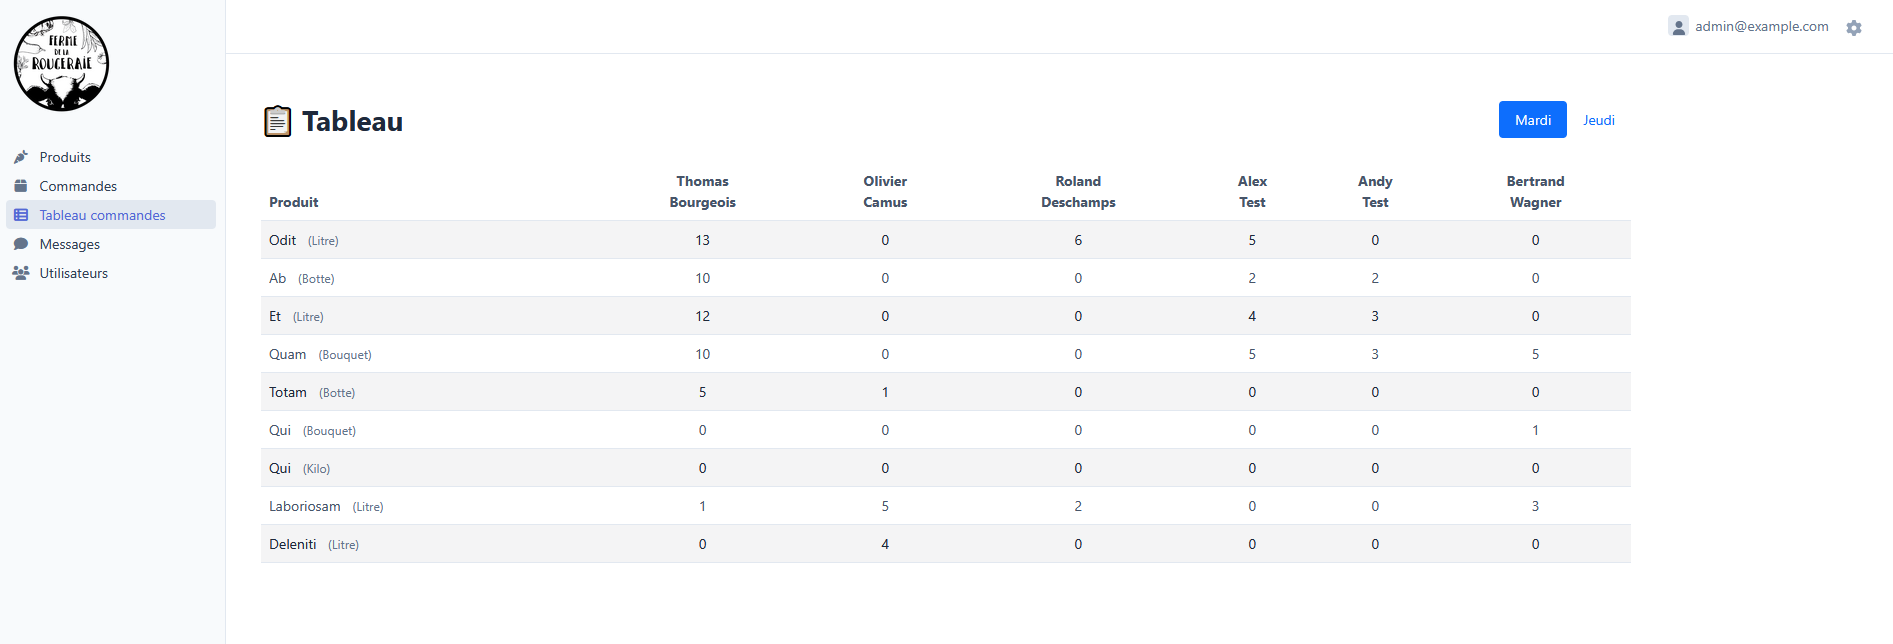 FERME
DE LA
ROUGERAIE
admin@example.com
Produits
Commandes
Tableau commandes
Messages
Utilisateurs
Tableau
Mardi Jeudi
Produit Thomas Bourgeois Olivier Camus Roland Deschamps Alex Test Andy Test Bertrand Wagner
Odit (Litre) 13 0 6 5 0 0
Ab (Botte) 10 0 0 2 2 0
Et (Litre) 12 0 0 4 3 0
Quam (Bouquet) 10 0 0 5 3 5
Totam (Botte) 5 1 0 0 0 0
Qui (Bouquet) 0 0 0 0 0 1
Qui (Kilo) 0 0 0 0 0 0
Laboriosam (Litre) 1 5 2 0 0 3
Deleniti (Litre) 0 4 0 0 0 0